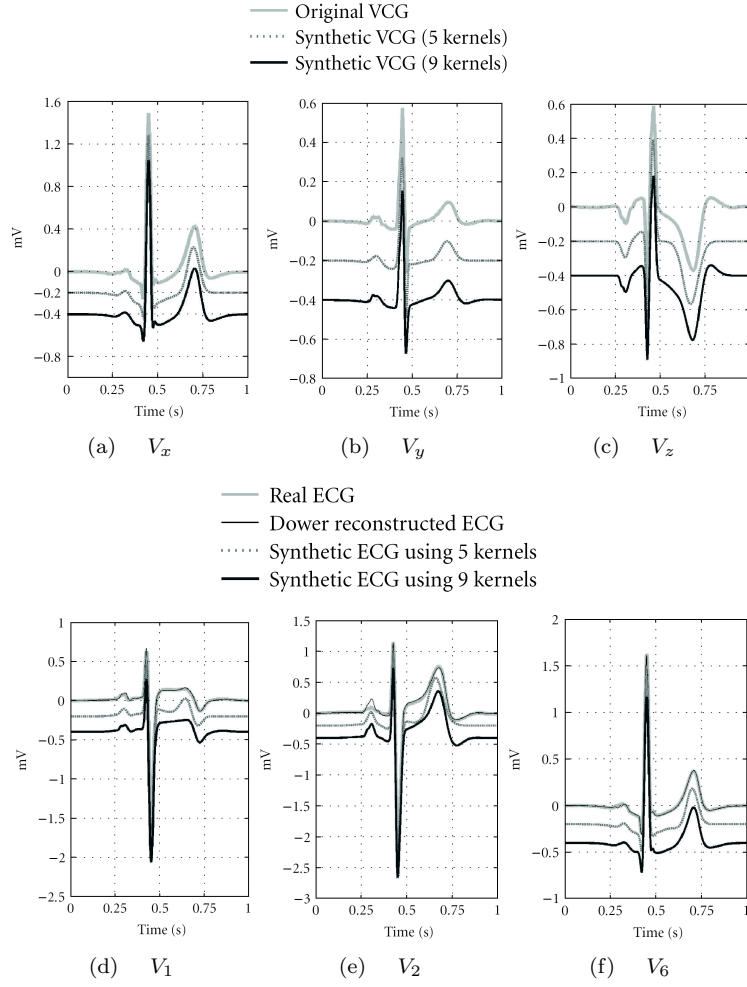 Original VCG
Synthetic VCG (5 kernels)
Synthetic VCG (9 kernels)
1.6
1.2
0.8
0.4
0
−0.2
−0.4
−0.8
mV
0 0.25 0.5 0.75 1
Time (s)
(a) Vx
0.6
0.4
0.2
0
−0.2
−0.4
−0.6
−0.8
mV
0 0.25 0.5 0.75 1
Time (s)
(b) Vy
0.6
0.4
0.2
0
−0.2
−0.4
−0.6
−0.8
−1
mV
0 0.25 0.5 0.75
Time (s)
(c) Vz
Real ECG
Dower reconstructed ECG
Synthetic ECG using 5 kernels
Synthetic ECG using 9 kernels
1
0.5
0
−0.5
−1
−1.5
−2
−2.5
mV
0 0.25 0.5 0.75 1
Time (s)
(d) V1
1.5
1
0.5
0
−0.5
−1
−1.5
−2
−2.5
−3
mV
0 0.25 0.5 0.75 1
Time (s)
(e) V2
2
1.5
1
0.5
0
−0.5
−1
mV
0 0.25 0.5 0.75 1
Time (s)
(f) V6